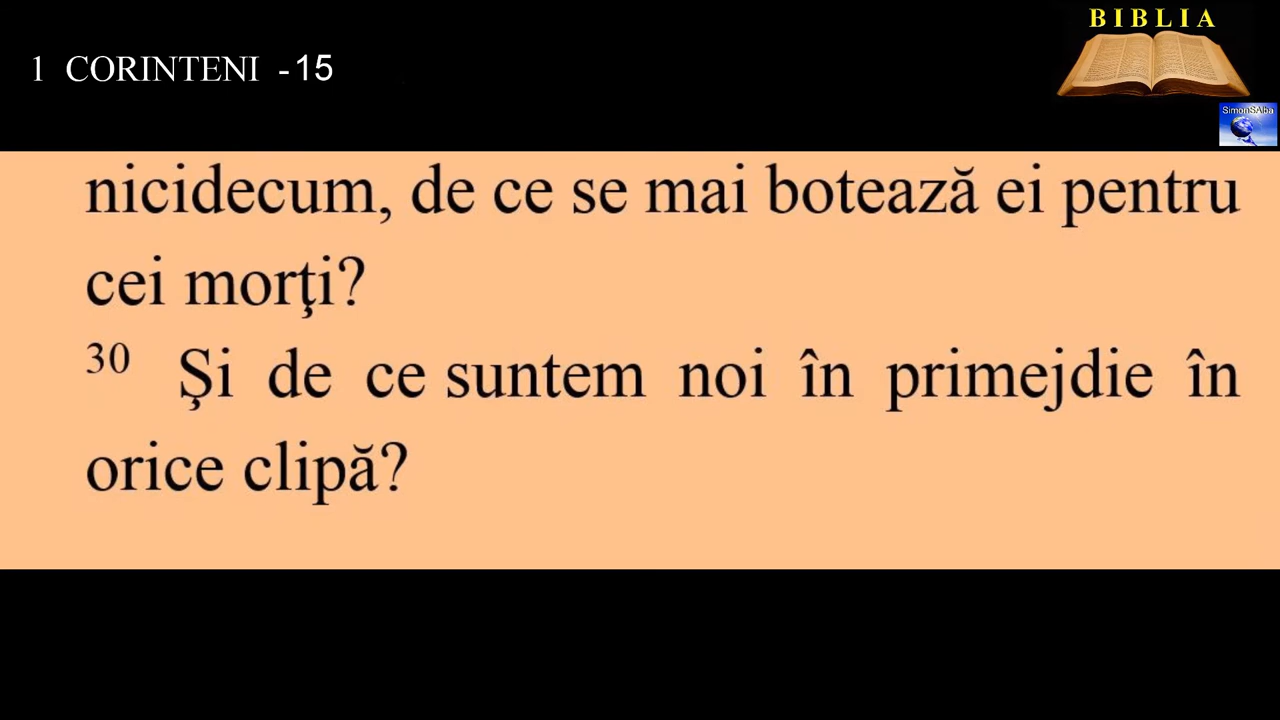 BIBLIA
1 CORINTENI -15
SimonSAlba
nicidecum, de ce se mai botează ei pentru
cei morţi?
30 Şi de ce suntem noi în primejdie în
orice clipă?